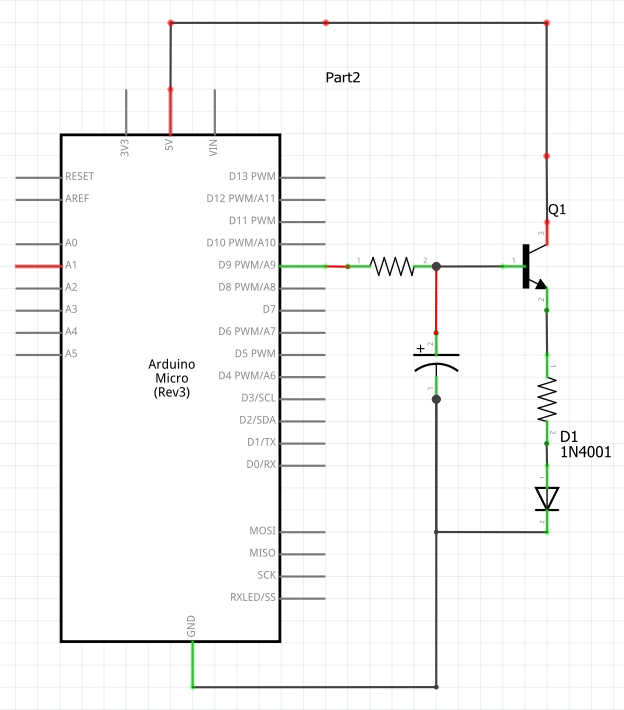 Part2
3V3
5V
VIN
RESET
AREF
A0
A1
A2
A3
A4
A5
D13 PWM
D12 PWM/A11
D11 PWM
D10 PWM/A10
D9 PWM/A9
D8 PWM/A8
D7
D6 PWM/A7
D5 PWM
D4 PWM/A6
D3/SCL
D2/SDA
D1/TX
D0/RX
MOSI
MISO
SCK
RXLED/SS
GND
Arduino
Micro
(Rev3)
1
2
+
2
1
Q1
3
1
2
1
2
D1
1N4001
1
2